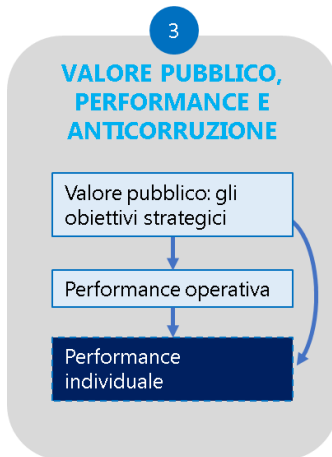 3
VALORE PUBBLICO,
PERFORMANCE E
ANTICORRUZIONE
Valore pubblico: gli
obiettivi strategici
Performance operativa
Performance
individuale